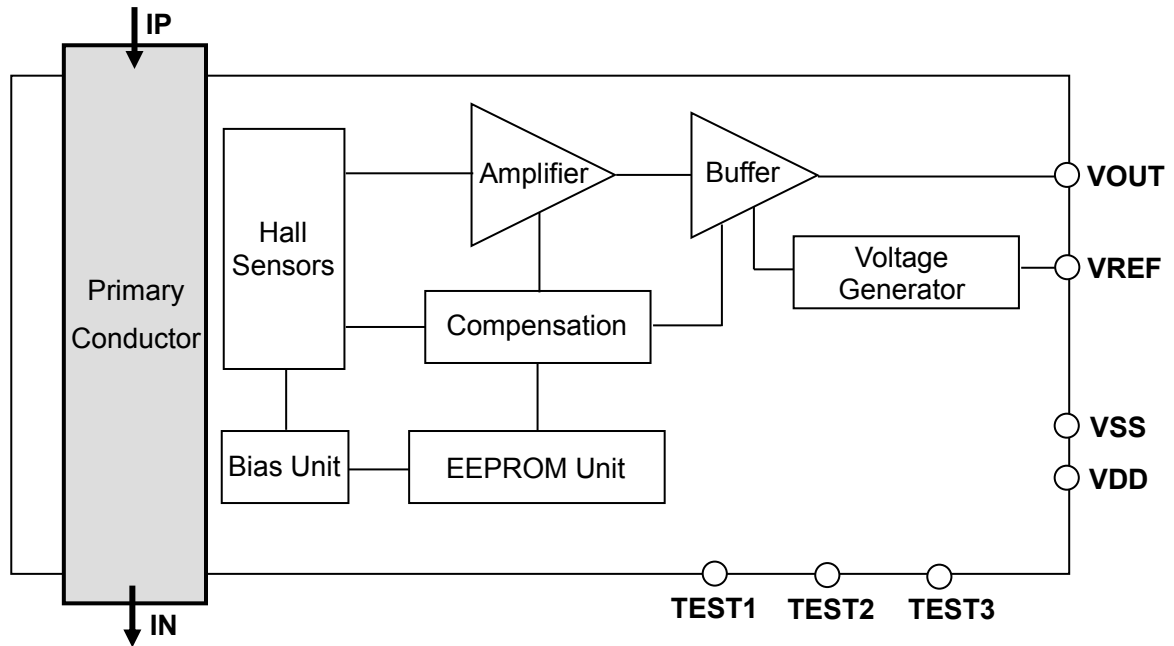 IP
Amplifier
Buffer
VOUT
Hall
Sensors
Voltage
Generator
VREF
Primary
Conductor
Compensation
VSS
Bias Unit
EEPROM Unit
VDD
TEST1
TEST2
TEST3
IN